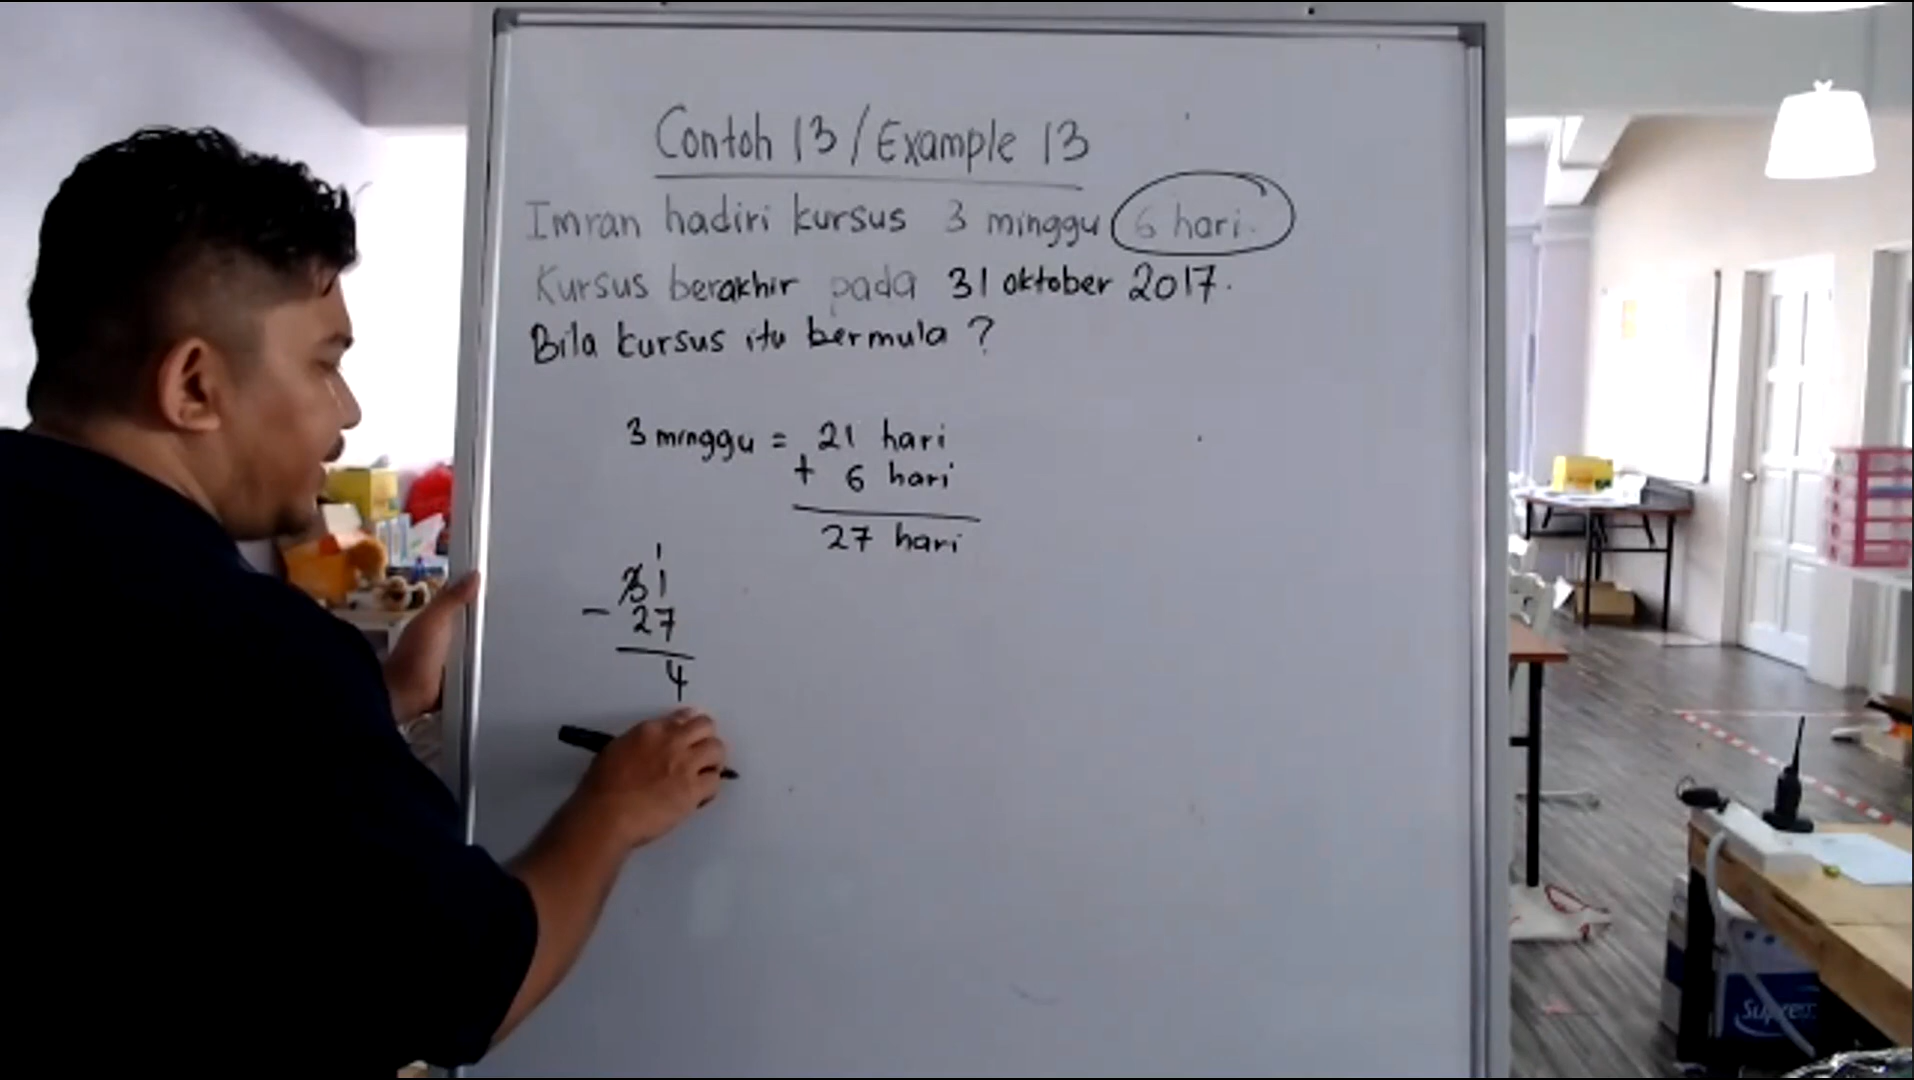 Contoh 13 / Example 13
Imran hadiri kursus 3 minggu 6 hari.
Kursus berakhir pada 31 oktober 2017.
Bila kursus itu bermula ?
3 minggu = 21 hari
+ 6 hari
27 hari
1
31
- 27
4